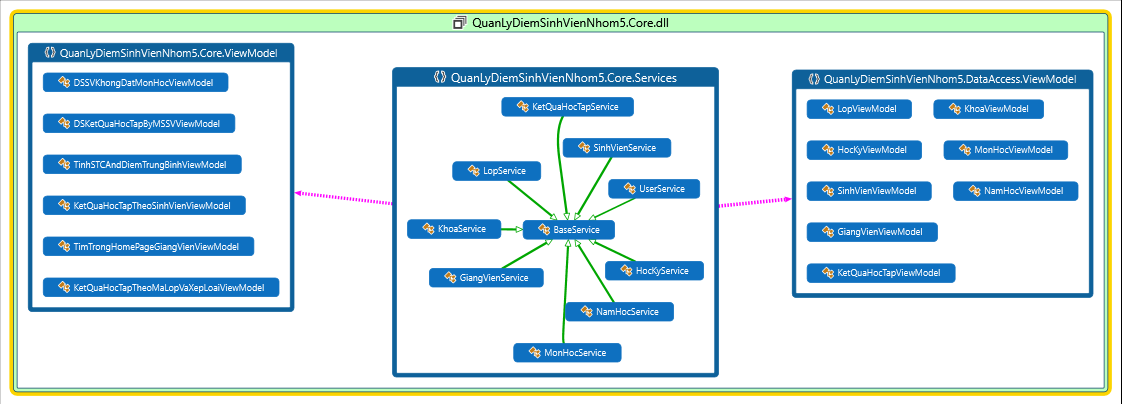 QuanLyDiemSinhVienNhom5.Core.dll
QuanLyDiemSinhVienNhom5.Core.ViewModel
DSSVKhongDatMonHocViewModel
DSKetQuaHocTapByMSSVViewModel
TinhSTCAndDiemTrungBinhViewModel
KetQuaHocTapTheoSinhVienViewModel
TimTrongHomePageGiangVienViewModel
KetQuaHocTapTheoMaLopVaXepLoaiViewModel
QuanLyDiemSinhVienNhom5.Core.Services
KetQuaHocTapService
SinhVienService
LopService
UserService
KhoaService
BaseService
HocKyService
GiangVienService
NamHocService
MonHocService
QuanLyDiemSinhVienNhom5.DataAccess.ViewModel
LopViewModel
KhoaViewModel
HocKyViewModel
MonHocViewModel
SinhVienViewModel
NamHocViewModel
GiangVienViewModel
KetQuaHocTapViewModel